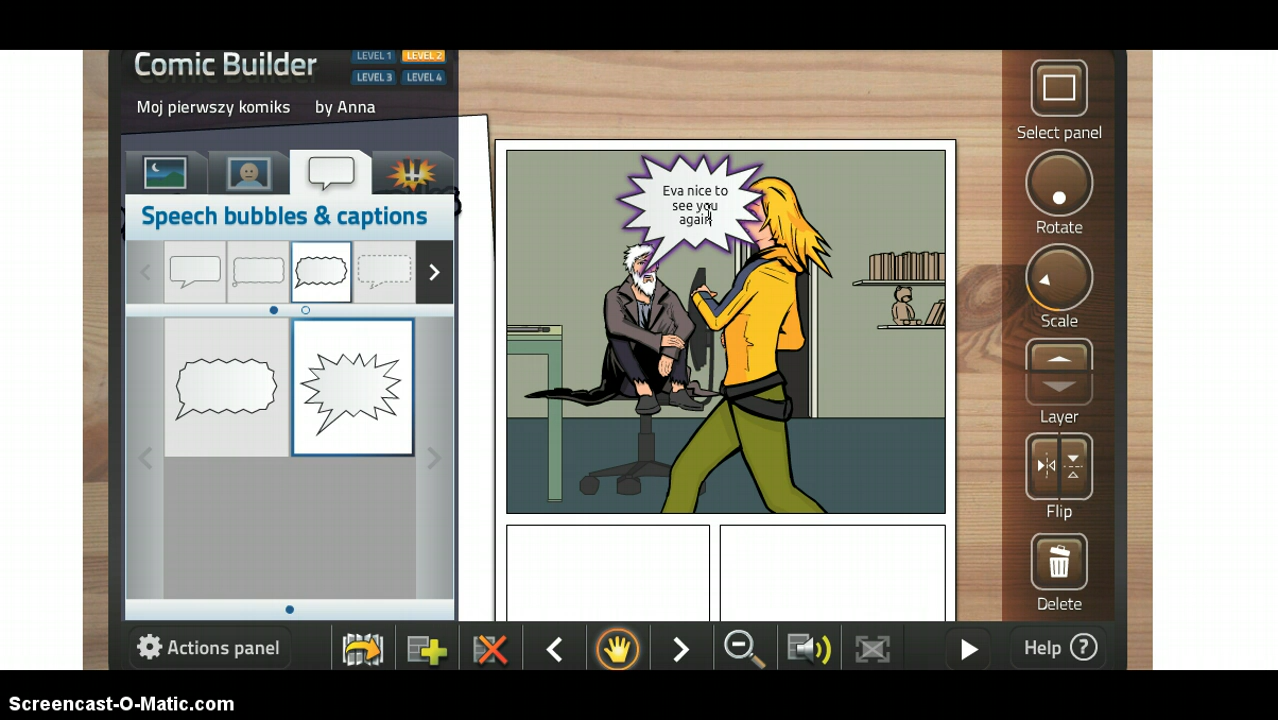 Comic Builder
LEVEL 1 LEVEL 2
LEVEL 3 LEVEL 4
Moj pierwszy komiks by Anna
Speech bubbles & captions
Eva nice to
see you
again
Select panel
Rotate
Scale
Layer
Flip
Delete
Actions panel
Help ?
Screencast-O-Matic.com